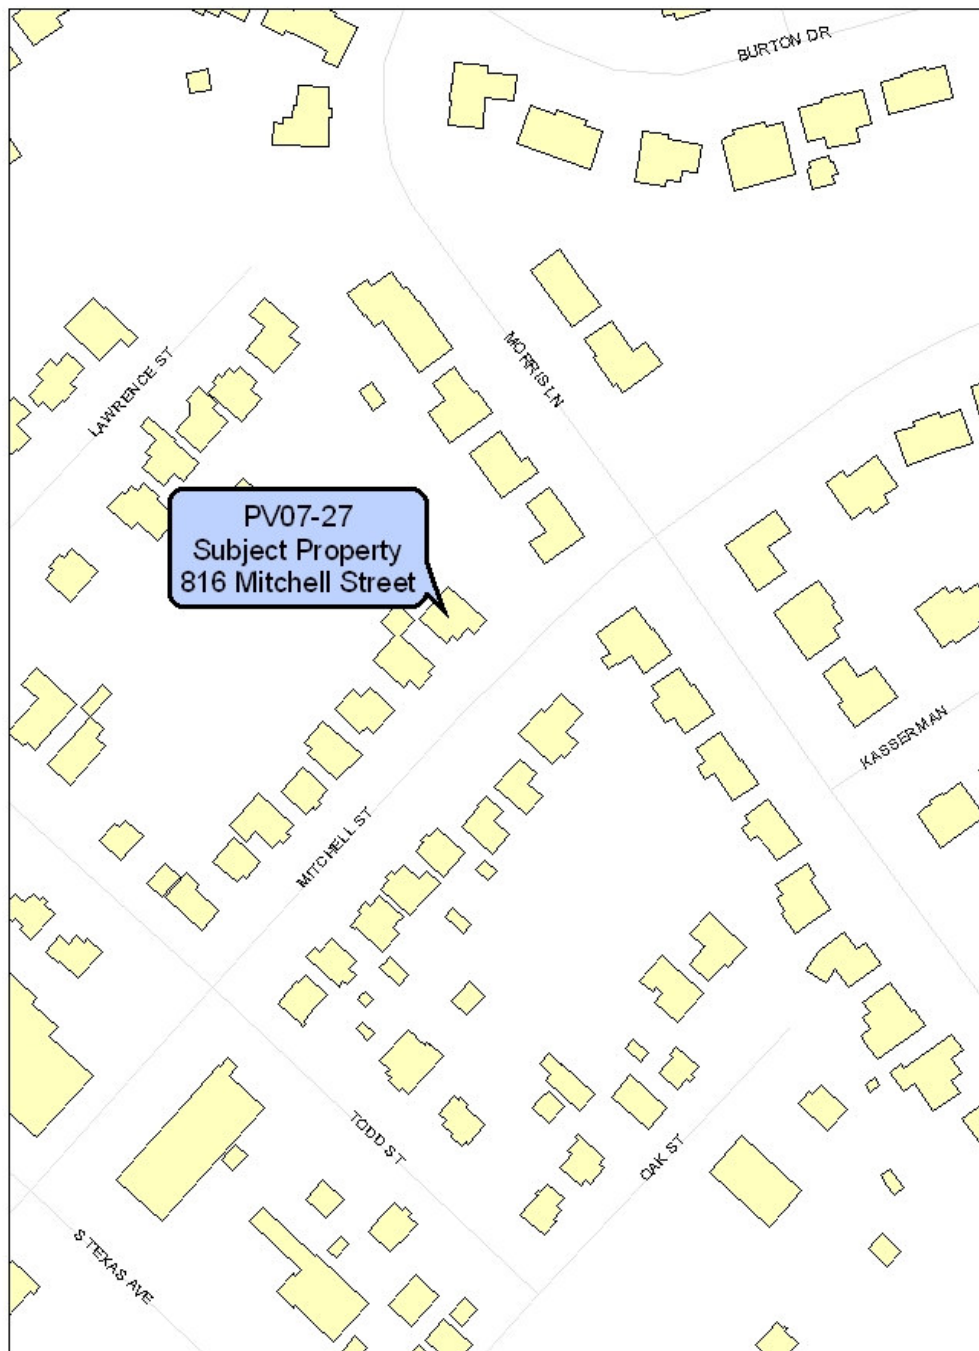 BURTON DR
MORRIS LN
LAWRENCE ST
PV07-27
Subject Property
816 Mitchell Street
KASSERMAN
MITCHELL ST
TODD ST
OAK ST
S TEXAS AVE